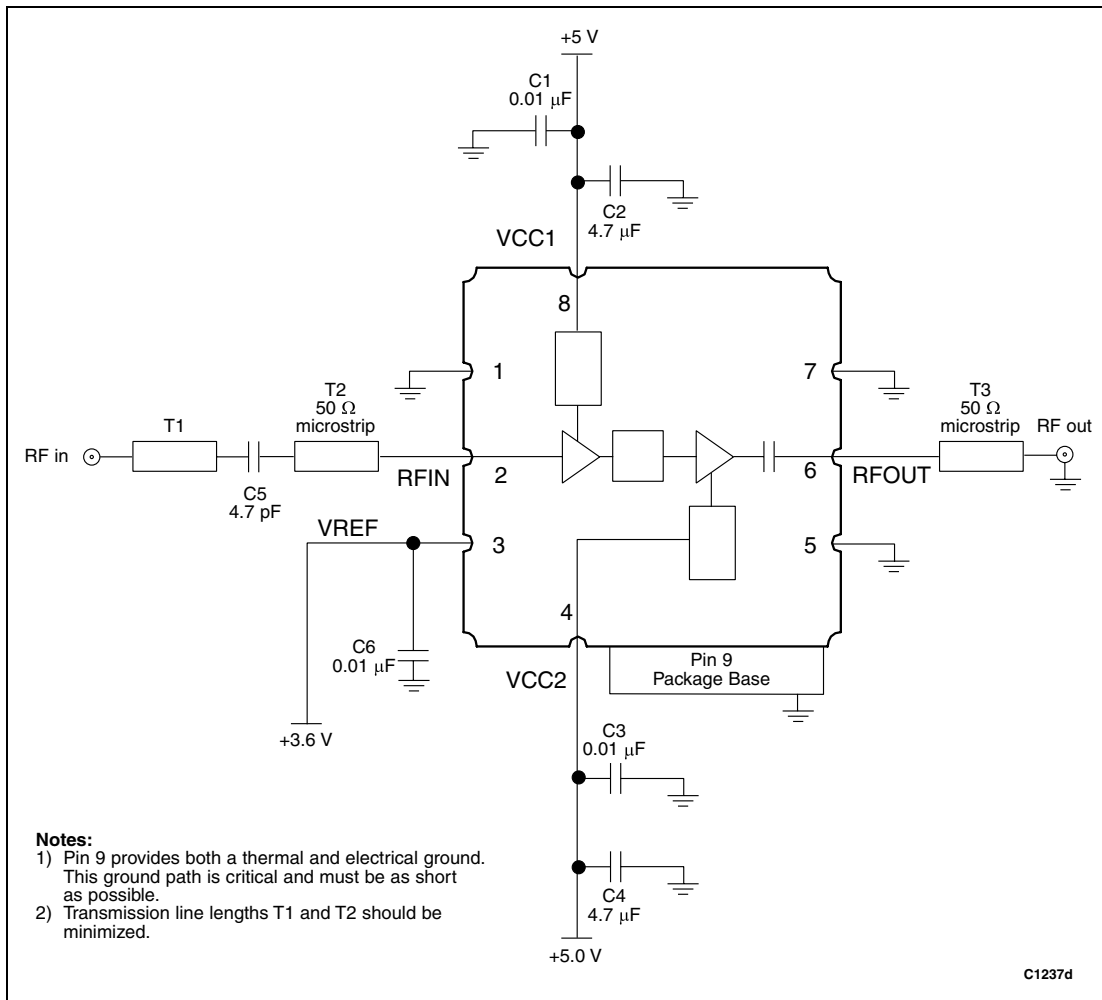 +5 V
C1
0.01 μF
C2
4.7 μF
VCC1
8
1
7
T2
50 Ω
microstrip
T3
50 Ω
microstrip
T1
RF in
RF out
C5
4.7 pF
RFIN
2
6
RFOUT
VREF
3
5
4
C6
0.01 μF
VCC2
Pin 9
Package Base
+3.6 V
C3
0.01 μF
C4
4.7 μF
+5.0 V
Notes:
1) Pin 9 provides both a thermal and electrical ground.
This ground path is critical and must be as short
as possible.
2) Transmission line lengths T1 and T2 should be
minimized.
C1237d